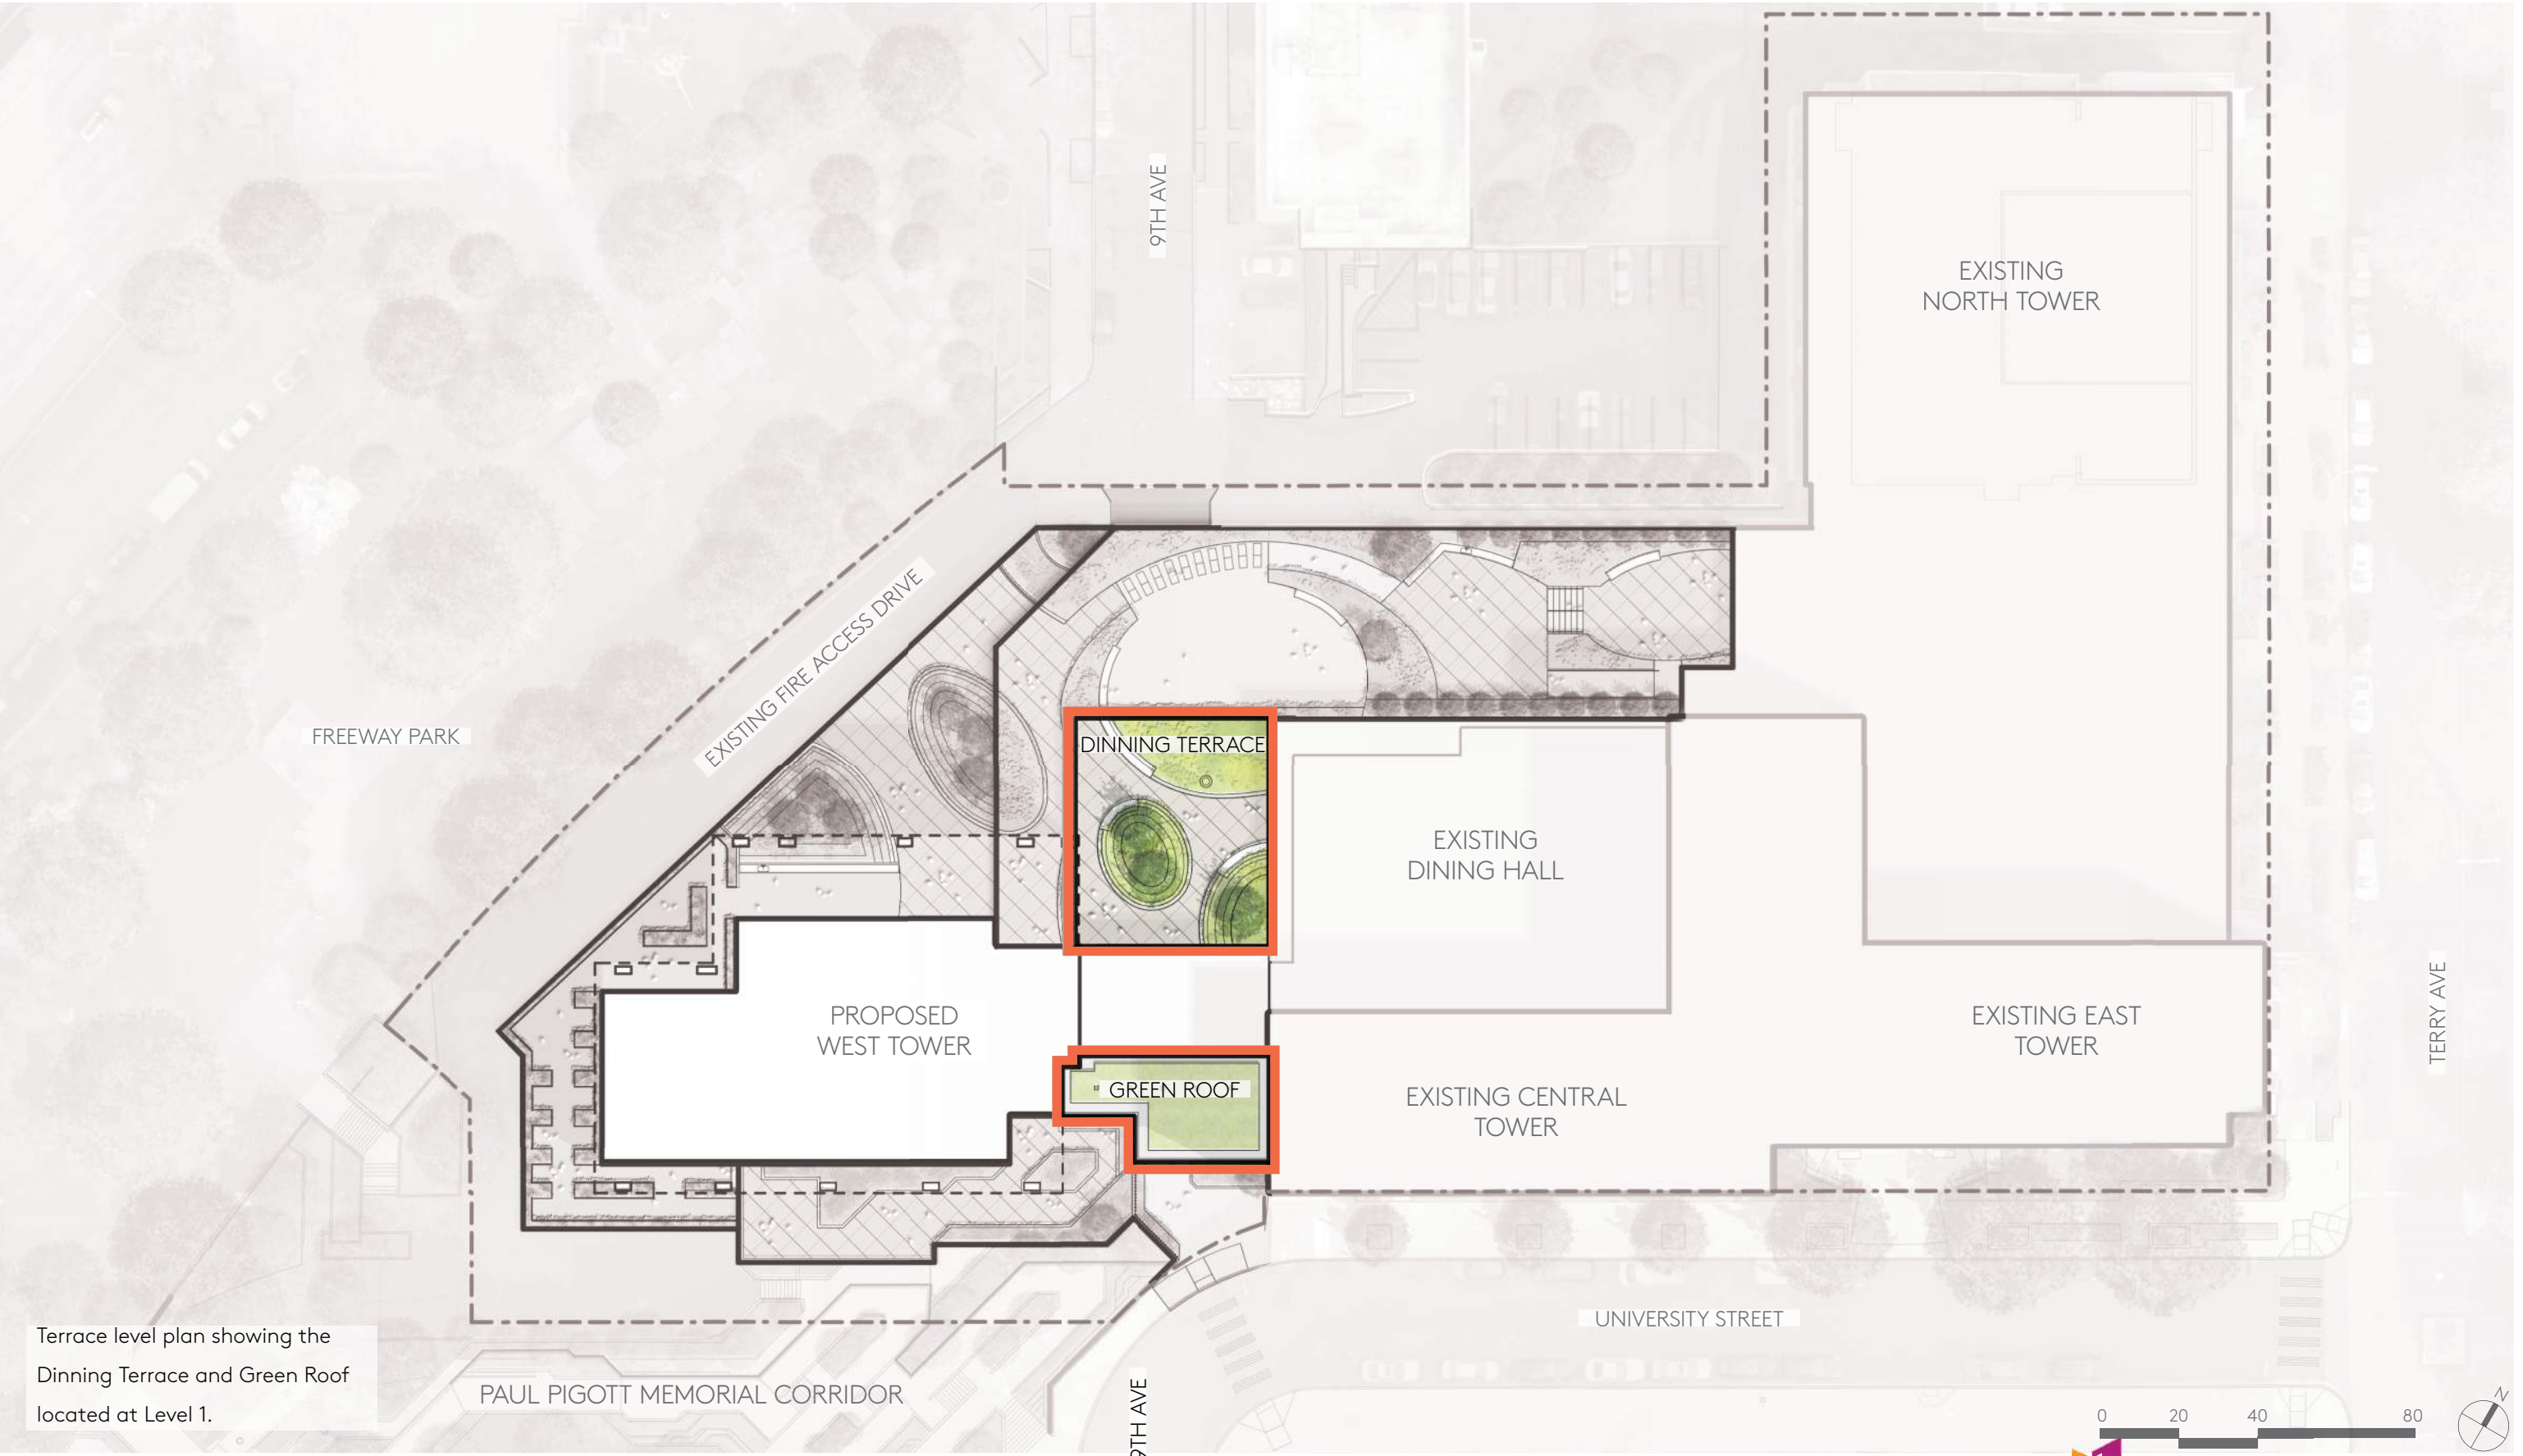 9TH AVE
EXISTING
NORTH TOWER
EXISTING FIRE ACCESS DRIVE
FREEWAY PARK
DINNING TERRACE
EXISTING
DINING HALL
PROPOSED
WEST TOWER
EXISTING EAST
TOWER
TERRY AVE
GREEN ROOF
EXISTING CENTRAL
TOWER
UNIVERSITY STREET
Terrace level plan showing the
Dinning Terrace and Green Roof
located at Level 1.
PAUL PIGOTT MEMORIAL CORRIDOR
9TH AVE
0 20 40 80
N